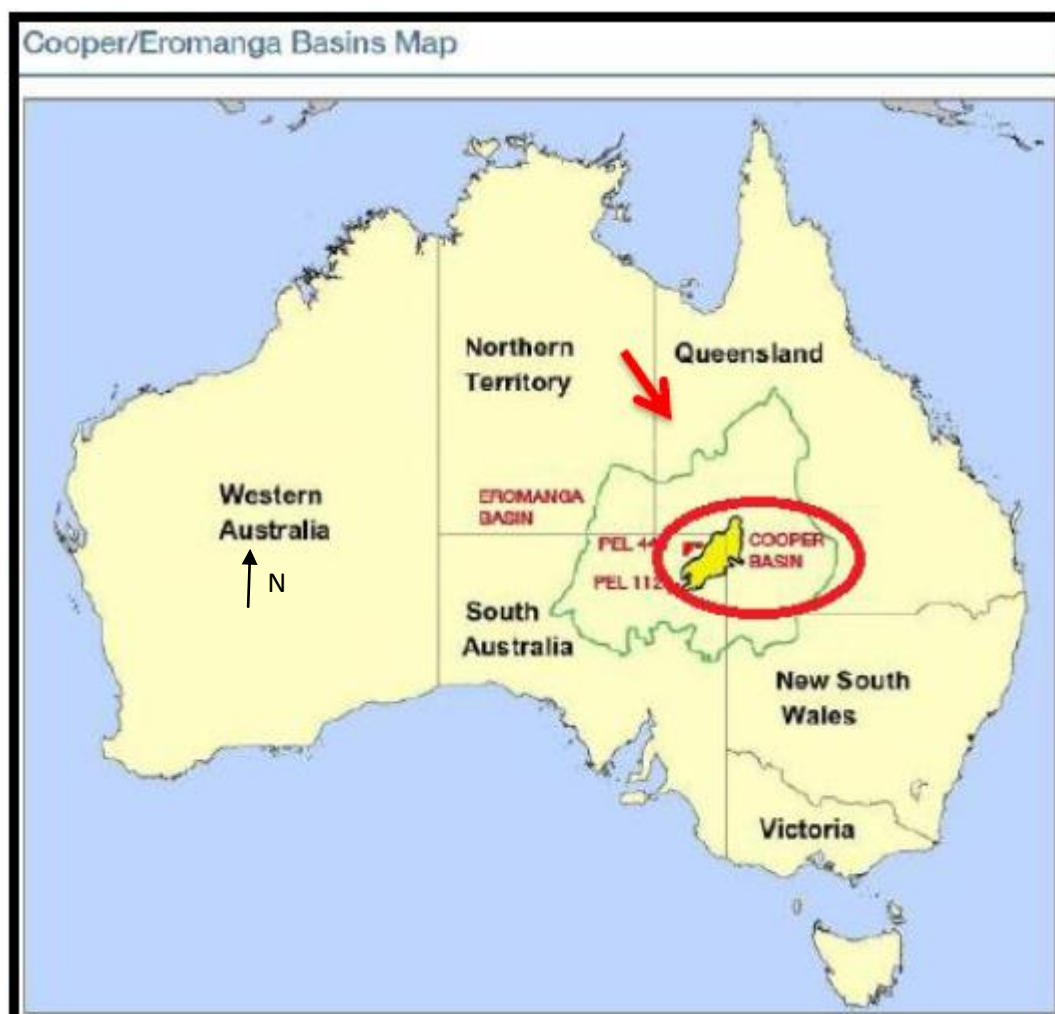 Cooper/Eromanga Basins Map
Northern
Territory
Queensland
Western
Australia
N
EROMANGA
BASIN
PEL 44
COOPER
BASIN
PEL 112
South
Australia
New South
Wales
Victoria